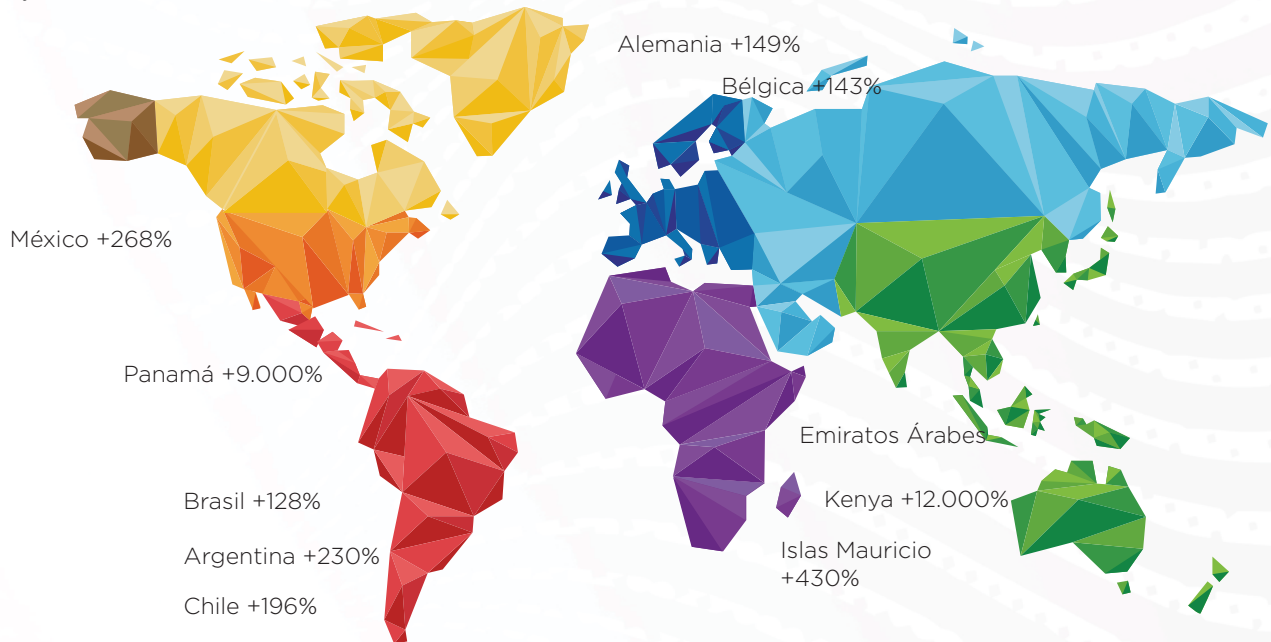 Alemania +149%
Bélgica +143%
México +268%
Panamá +9.000%
Emiratos Árabes
Brasil +128%
Kenya +12.000%
Argentina +230%
Islas Mauricio
+430%
Chile +196%